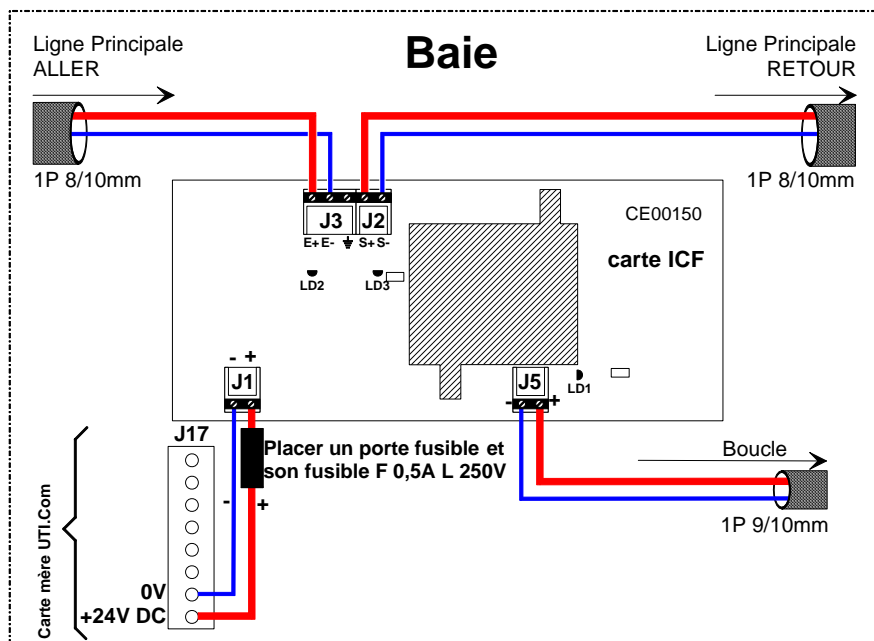 Baie
Ligne Principale
ALLER
Ligne Principale
RETOUR
1P 8/10mm
1P 8/10mm
J3
J2
E+ E-
S+ S-
CE00150
carte ICF
LD2
LD3
- +
J1
J5
LD1
- +
J17
Placer un porte fusible et
son fusible F 0,5A L 250V
- +
Boucle
1P 9/10mm
Carte mère UTI.Com
0V
+24V DC